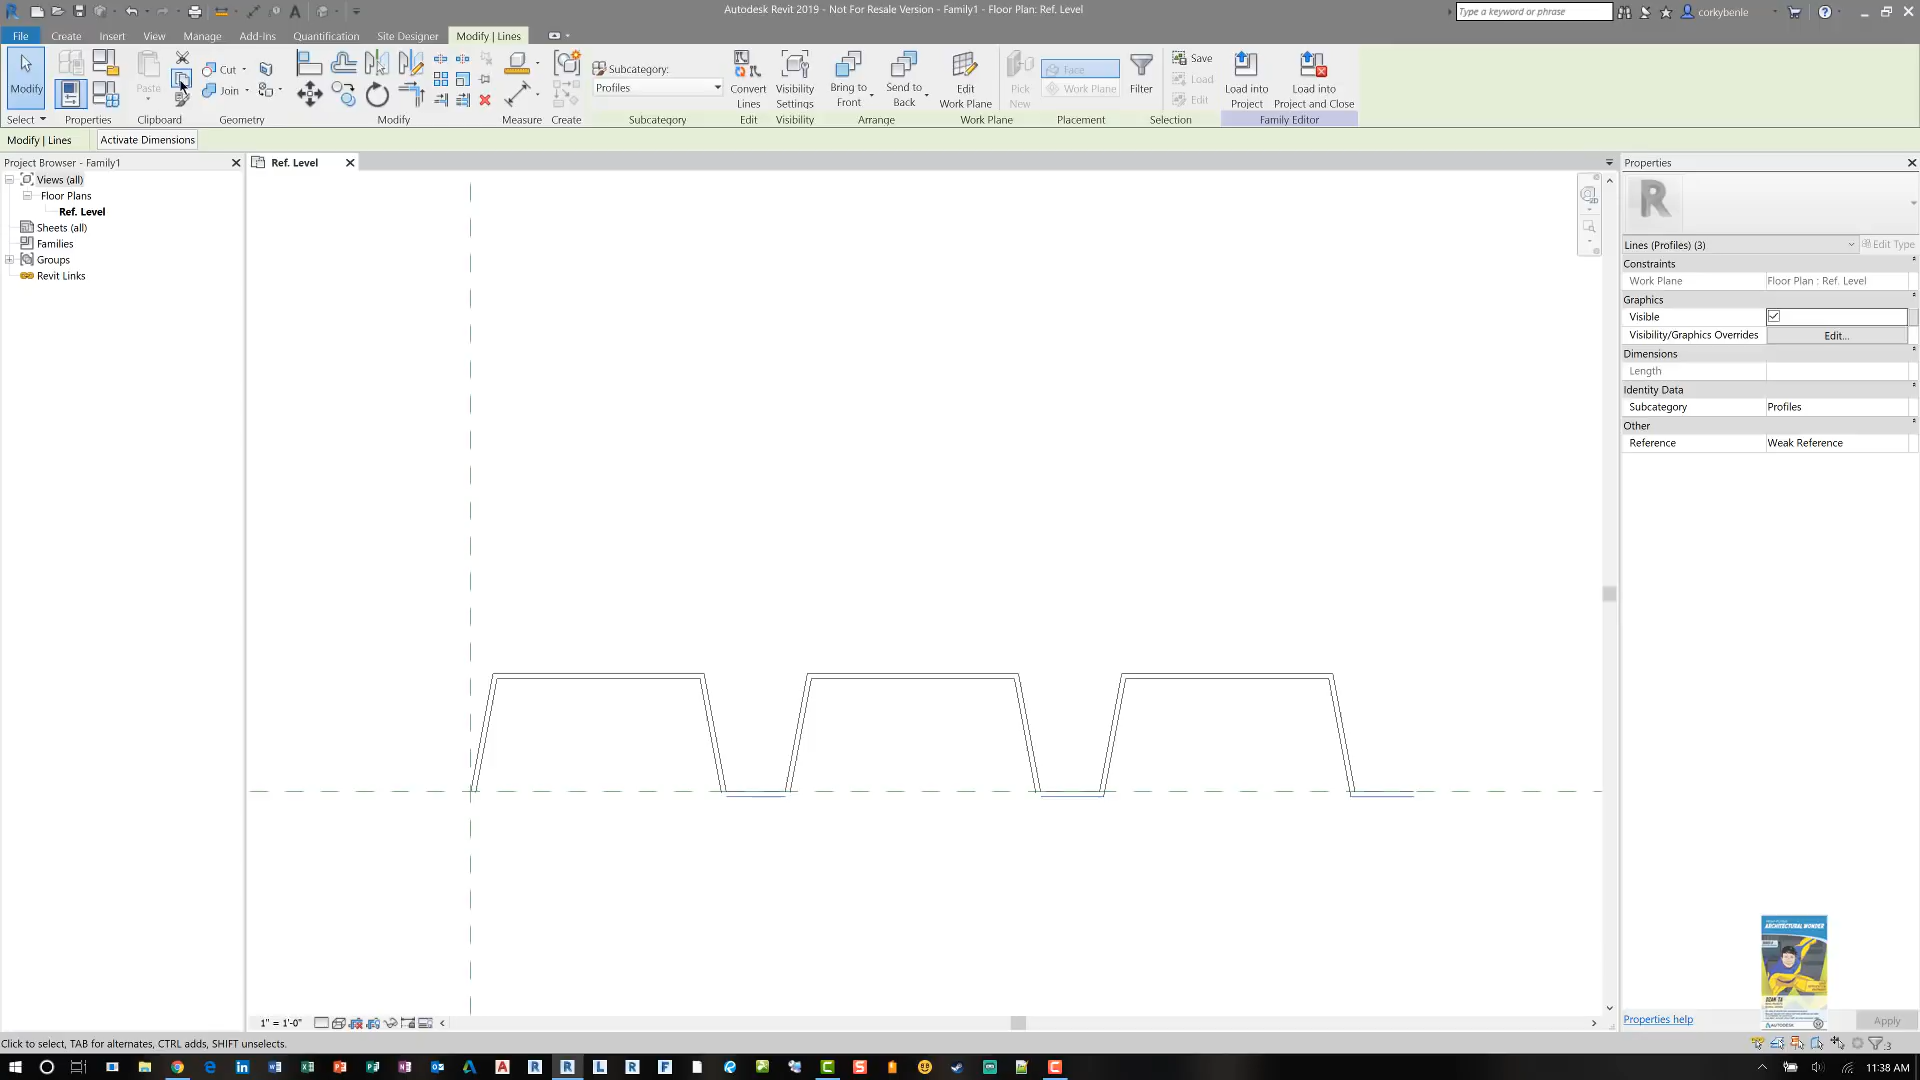 Autodesk Revit 2019 - Not For Resale Version - Family1 - Floor Plan: Ref. Level
Type a keyword or phrase
corkybenle
File
Create
Insert
View
Manage
Add-Ins
Quantification
Site Designer
Modify | Lines
Modify
Paste
Cut
Join
Subcategory:
Profiles
Convert
Lines
Visibility
Settings
Bring to
Front
Send to
Back
Edit
Work Plane
Pick
New
Face
Work Plane
Filter
Save
Load
Edit
Load into
Project
Load into
Project and Close
Select
Properties
Clipboard
Geometry
Modify
Measure
Create
Subcategory
Edit
Visibility
Arrange
Work Plane
Placement
Selection
Family Editor
Modify | Lines
Activate Dimensions
Project Browser - Family1
Views (all)
Floor Plans
Ref. Level
Sheets (all)
Families
Groups
Revit Links
Ref. Level
Properties
Lines (Profiles) (3)
Edit Type
Constraints
Work Plane
Floor Plan : Ref. Level
Graphics
Visible
Visibility/Graphics Overrides
Edit...
Dimensions
Length
Identity Data
Subcategory
Profiles
Other
Reference
Weak Reference
ARCHITECTURAL WONDER
AUTODESK
Properties help
Apply
1" = 1'-0"
Click to select, TAB for alternates, CTRL adds, SHIFT unselects.
:3
11:38 AM